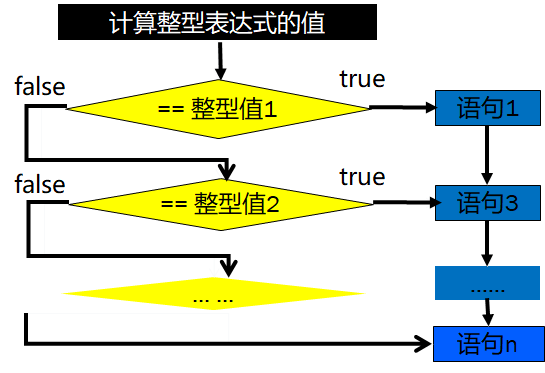 计算整型表达式的值
false
true
== 整型值1
语句1
false
true
== 整型值2
语句3
... ...
......
语句n